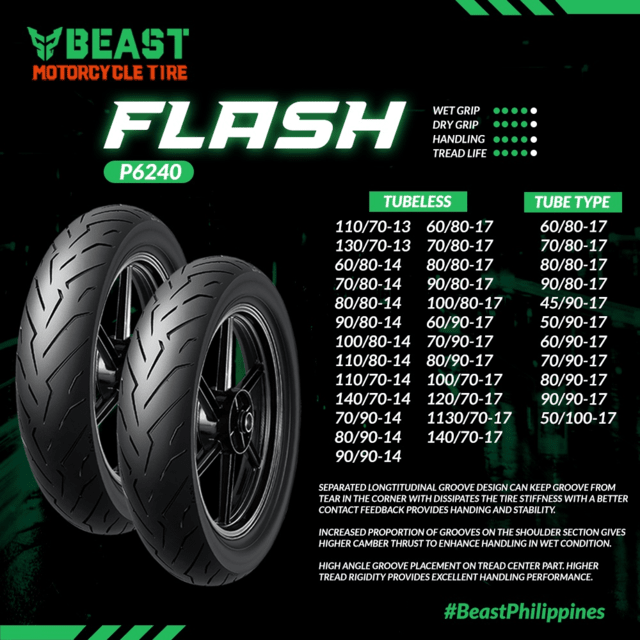 BEAST
MOTORCYCLE TIRE
FLASH
P6240
WET GRIP
DRY GRIP
HANDLING
TREAD LIFE
TUBELESS
110/70-13 60/80-17
130/70-13 70/80-17
60/80-14 80/80-17
70/80-14 90/80-17
80/80-14 100/80-17
90/80-14 60/90-17
100/80-14 70/90-17
110/80-14 80/90-17
110/70-14 100/70-17
140/70-14 120/70-17
70/90-14 1130/70-17
80/90-14 140/70-17
90/90-14
TUBE TYPE
60/80-17
70/80-17
80/80-17
90/80-17
45/90-17
50/90-17
60/90-17
70/90-17
80/90-17
90/90-17
50/100-17
SEPARATED LONGTITUDINAL GROOVE DESIGN CAN KEEP GROOVE FROM
TEAR IN THE CORNER WITH DISSIPATES THE TIRE STIFFNESS WITH A BETTER
CONTACT FEEDBACK PROVIDES HANDING AND STABILITY.
INCREASED PROPORTION OF GROOVES ON THE SHOULDER SECTION GIVES
HIGHER CAMBER THRUST TO ENHANCE HANDLING IN WET CONDITION.
HIGH ANGLE GROOVE PLACEMENT ON TREAD CENTER PART. HIGHER
TREAD RIGIDITY PROVIDES EXCELLENT HANDLING PERFORMANCE.
#BeastPhilippines